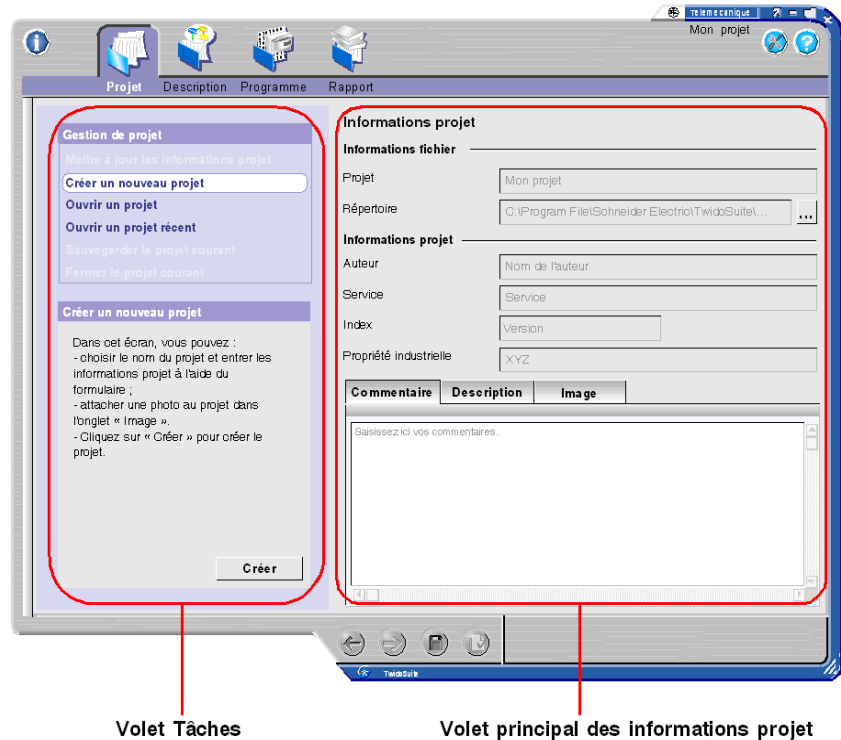 Telemecanique
Mon projet
Projet
Description
Programme
Rapport
Gestion de projet
Mettre à jour les informations projet
Créer un nouveau projet
Ouvrir un projet
Ouvrir un projet récent
Sauvegarder le projet courant
Fermer le projet courant
Créer un nouveau projet
Dans cet écran, vous pouvez :
- choisir le nom du projet et entrer les
informations projet à l'aide du
formulaire ;
- attacher une photo au projet dans
l'onglet « Image ».
- Cliquez sur « Créer » pour créer le
projet.
Créer
Informations projet
Informations fichier
Projet
Mon projet
Répertoire
C:\Program File\Schneider Electric\TwidoSuite\...
...
Informations projet
Auteur
Nom de l'auteur
Service
Service
Index
Version
Propriété industrielle
XYZ
Commentaire
Description
Image
Saisissez ici vos commentaires.
TwidoSuite
Volet Tâches
Volet principal des informations projet